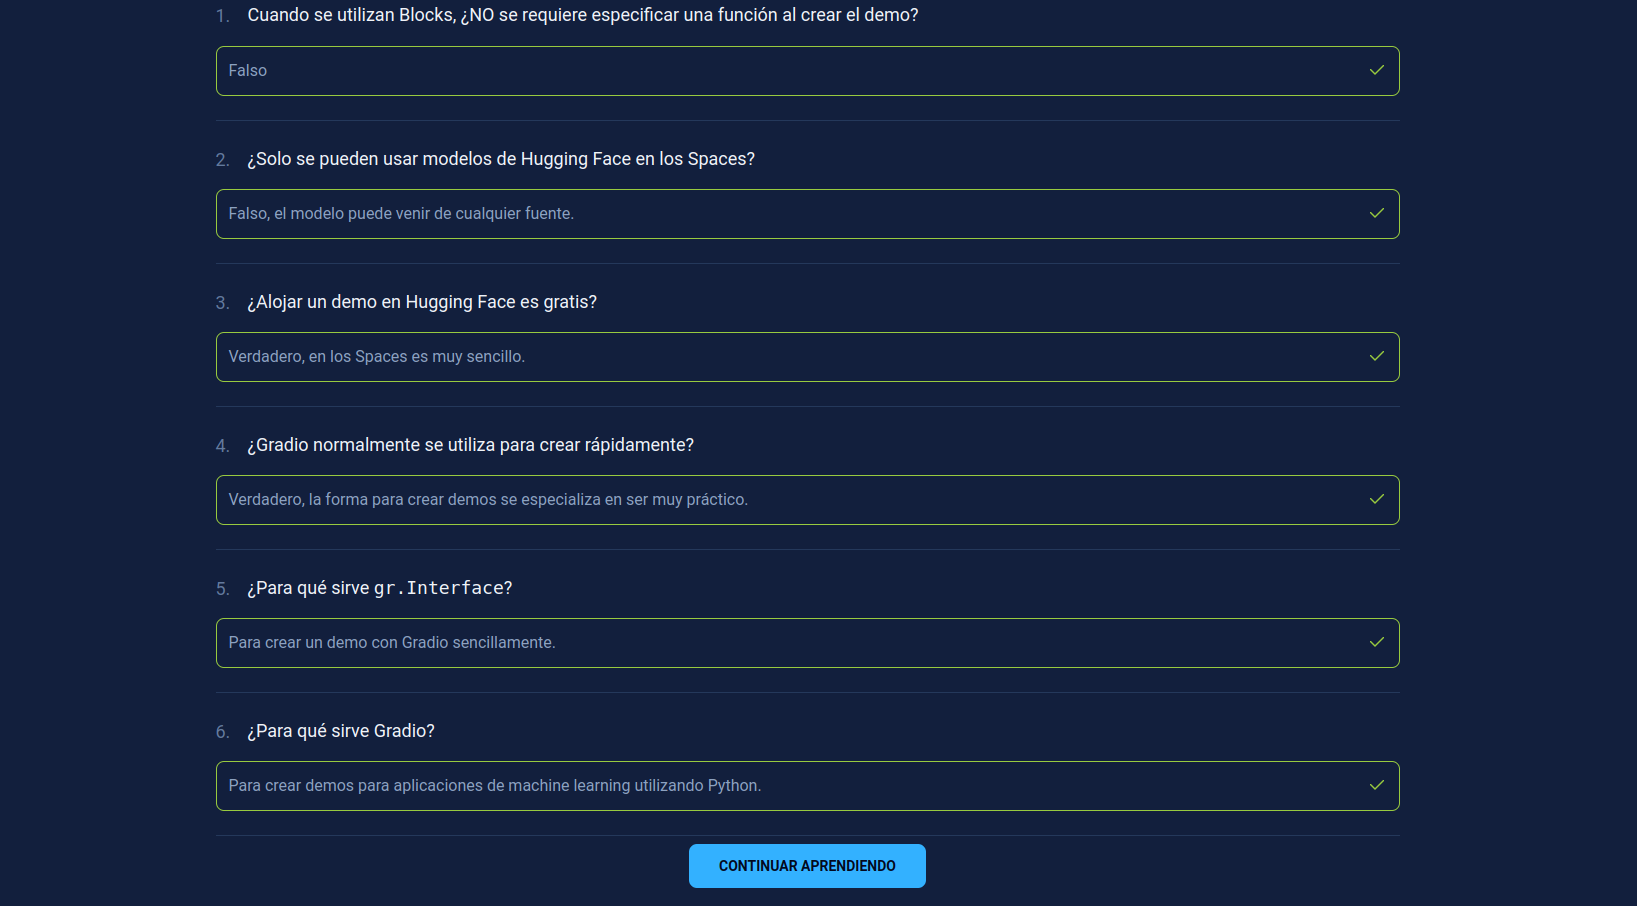 1. Cuando se utilizan Blocks, ¿NO se requiere especificar una función al crear el demo?
Falso
2. ¿Solo se pueden usar modelos de Hugging Face en los Spaces?
Falso, el modelo puede venir de cualquier fuente.
3. ¿Alojar un demo en Hugging Face es gratis?
Verdadero, en los Spaces es muy sencillo.
4. ¿Gradio normalmente se utiliza para crear rápidamente?
Verdadero, la forma para crear demos se especializa en ser muy práctico.
5. ¿Para qué sirve gr.Interface?
Para crear un demo con Gradio sencillamente.
6. ¿Para qué sirve Gradio?
Para crear demos para aplicaciones de machine learning utilizando Python.
CONTINUAR APRENDIENDO